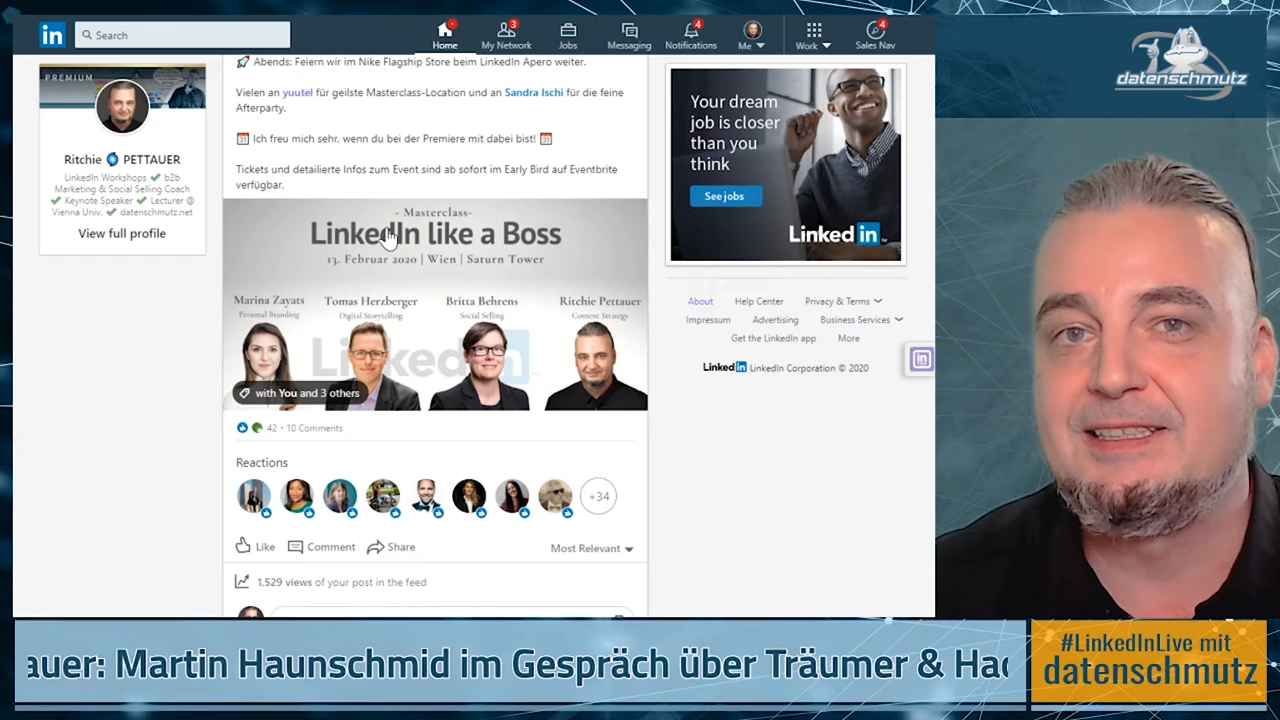 in
Search
3
4
4
Home
My Network
Jobs
Messaging
Notifications
Me
Work
Sales Nav
datenschmutz
PREMIUM
Ritchie PETTAUER
LinkedIn Workshops ✔ b2b
Marketing & Social Selling Coach
✔ Keynote Speaker ✔ Lecturer @
Vienna Univ. ✔ datenschmutz.net
View full profile
🚀 Abends: Feiern wir im Nike Flagship Store beim LinkedIn Apero weiter.
Vielen an yuutel für geilste Masterclass-Location und an Sandra Ischi für die feine
Afterparty.
📅 Ich freu mich sehr, wenn du bei der Premiere mit dabei bist! 📅
Tickets und detailierte Infos zum Event sind ab sofort im Early Bird auf Eventbrite
verfügbar.
- Masterclass-
LinkedIn like a Boss
13. Februar 2020 | Wien | Saturn Tower
Marina Zayats
Personal Branding
Tomas Herzberger
Digital Storytelling
Britta Behrens
Social Selling
Ritchie Pettauer
Content Strategy
Linkedin
with You and 3 others
42 · 10 Comments
Reactions
+34
Like
Comment
Share
Most Relevant
1,529 views of your post in the feed
Your dream
job is closer
than you
think
See jobs
Linkedin
About
Help Center
Privacy & Terms
Impressum
Advertising
Business Services
Get the LinkedIn app
More
Linkedin LinkedIn Corporation © 2020
in
auer: Martin Haunschmid im Gespräch über Träumer & Hac
#LinkedInLive mit
datenschmutz